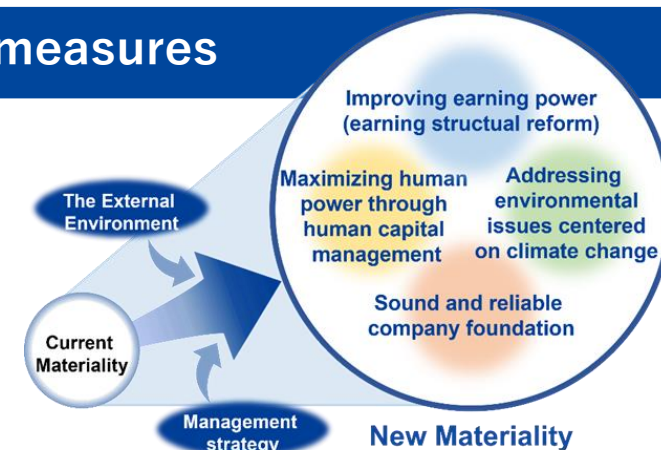 measures
Improving earning power
(earning structual reform)
Maximizing human
power through
human capital
management
Addressing
environmental
issues centered
on climate change
Sound and reliable
company foundation
The External
Environment
Current
Materiality
Management
strategy
New Materiality